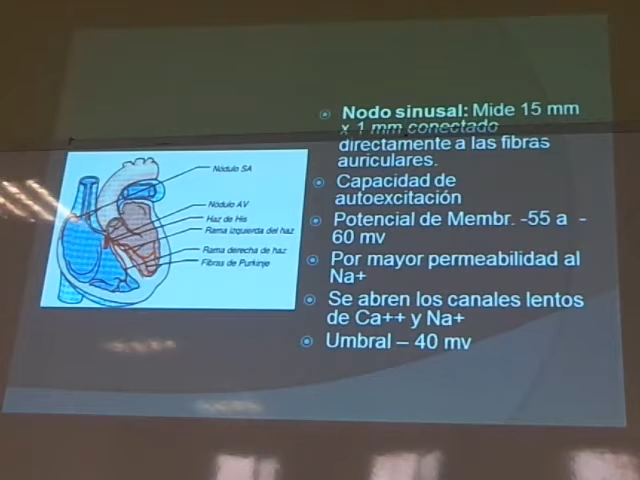 Nodo sinusal: Mide 15 mm
x 1 mm conectado
directamente a las fibras
auriculares.
Capacidad de
autoexcitación
Potencial de Membr. -55 a -
60 mv
Por mayor permeabilidad al
Na+
Se abren los canales lentos
de Ca++ y Na+
Umbral – 40 mv
Nódulo SA
Nódulo AV
Haz de His
Rama izquierda del haz
Rama derecha de haz
Fibras de Purkinje